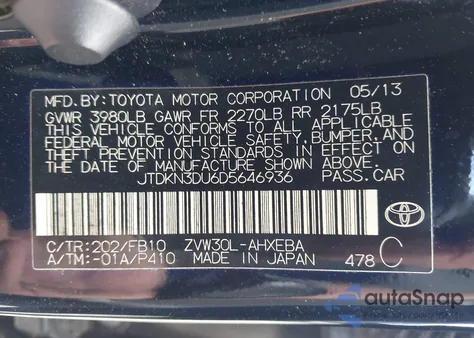 MFD.BY:TOYOTA MOTOR CORPORATION 05/13
GVWR 3980LB GAWR FR 2270LB RR 2175LB
THIS VEHICLE CONFORMS TO ALL APPLICABLE
FEDERAL MOTOR VEHICLE SAFETY, BUMPER, AND
THEFT PREVENTION STANDARDS IN EFFECT ON
THE DATE OF MANUFACTURE SHOWN ABOVE.
JTDKN3DU6D5646936 PASS.CAR
C/TR:202/FB10 ZVW30L-AHXEBA
A/TM:-01A/P410 MADE IN JAPAN 478 C
TOYOTA
autoSnap